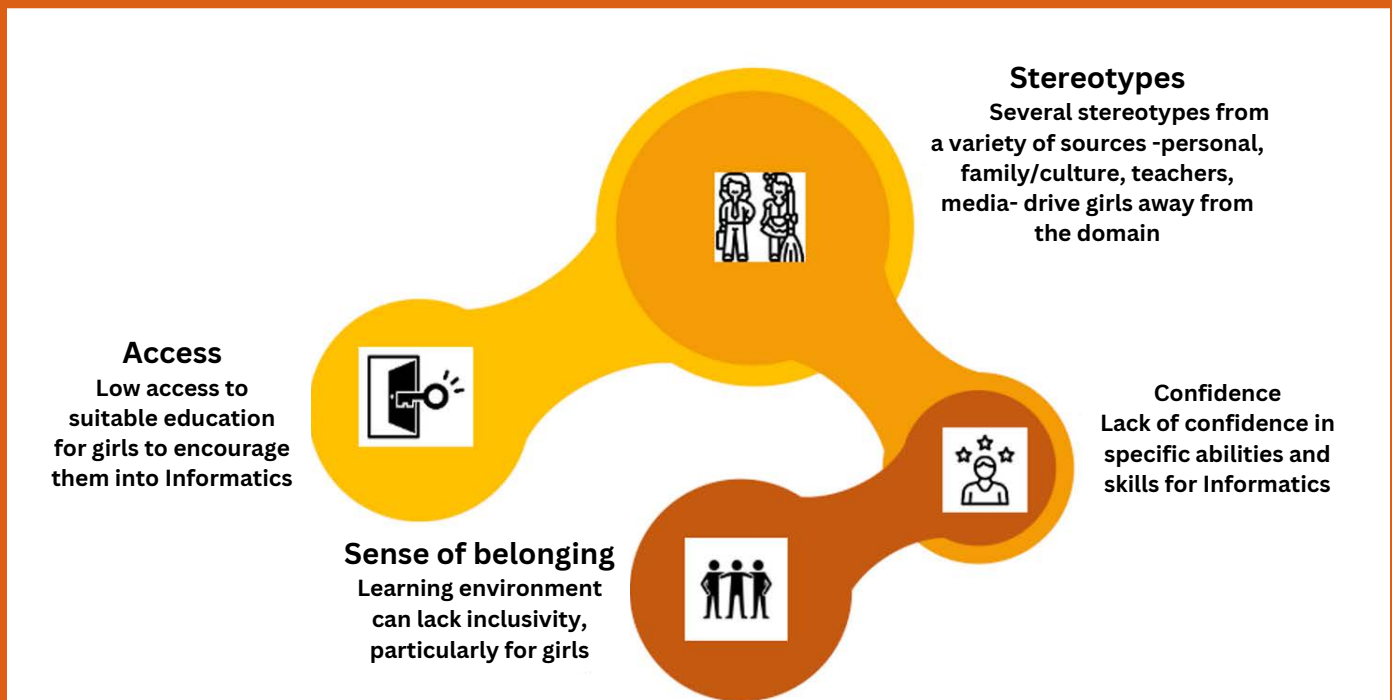 Stereotypes
Several stereotypes from
a variety of sources -personal,
family/culture, teachers,
media- drive girls away from
the domain
Access
Low access to
suitable education
for girls to encourage
them into Informatics
Confidence
Lack of confidence in
specific abilities and
skills for Informatics
Sense of belonging
Learning environment
can lack inclusivity,
particularly for girls